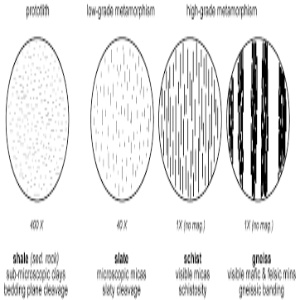 protolith low-grade metamorphism high-grade metamorphism
400 X 40 X 1X (no mag.) 1X (no mag.)
shale (sed. rock) slate schist gneiss
sub-microscopic clays microscopic micas visible micas visible mafic & felsic mins
bedding plane cleavage slaty cleavage schistosity gneissic banding